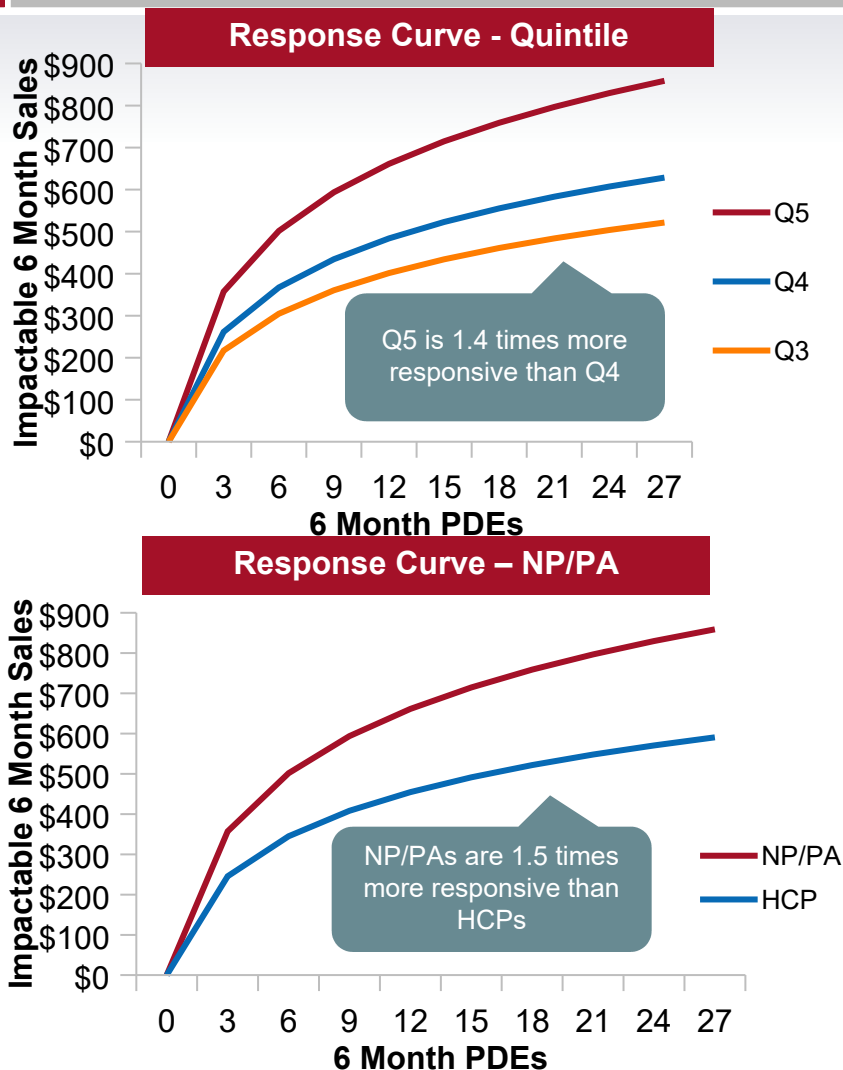 Response Curve - Quintile
Impactable 6 Month Sales
$900
$800
$700
$600
$500
$400
$300
$200
$100
$0
0 3 6 9 12 15 18 21 24 27
6 Month PDEs
Q5
Q4
Q3
Q5 is 1.4 times more
responsive than Q4
Response Curve – NP/PA
Impactable 6 Month Sales
$900
$800
$700
$600
$500
$400
$300
$200
$100
$0
0 3 6 9 12 15 18 21 24 27
6 Month PDEs
NP/PA
HCP
NP/PAs are 1.5 times
more responsive than
HCPs